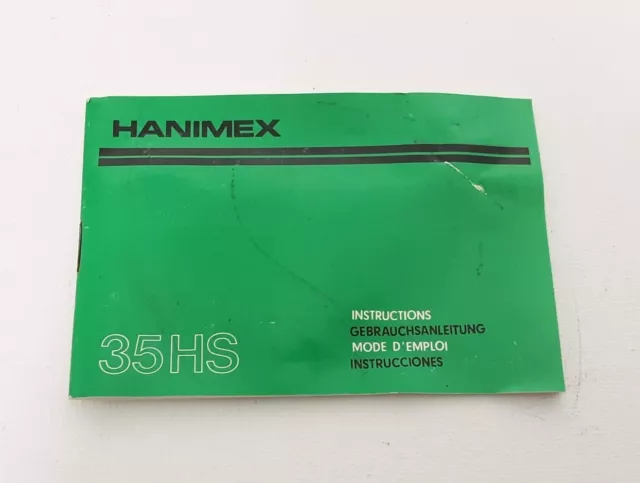 HANIMEX
35HS
INSTRUCTIONS
GEBRAUCHSANLEITUNG
MODE D'EMPLOI
INSTRUCCIONES